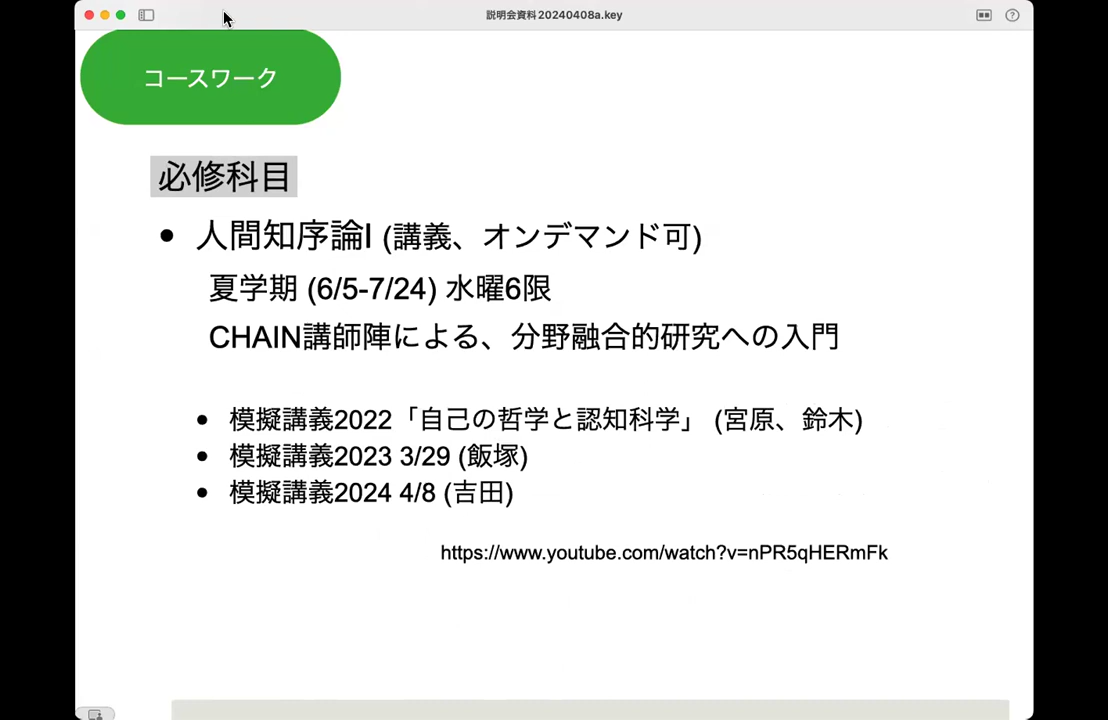 説明会資料20240408a.key
コースワーク
必修科目
• 人間知序論I (講義、オンデマンド可)
夏学期 (6/5-7/24) 水曜6限
CHAIN講師陣による、分野融合的研究への入門
• 模擬講義2022「自己の哲学と認知科学」 (宮原、鈴木)
• 模擬講義2023 3/29 (飯塚)
• 模擬講義2024 4/8 (吉田)
https://www.youtube.com/watch?v=nPR5qHERmFk